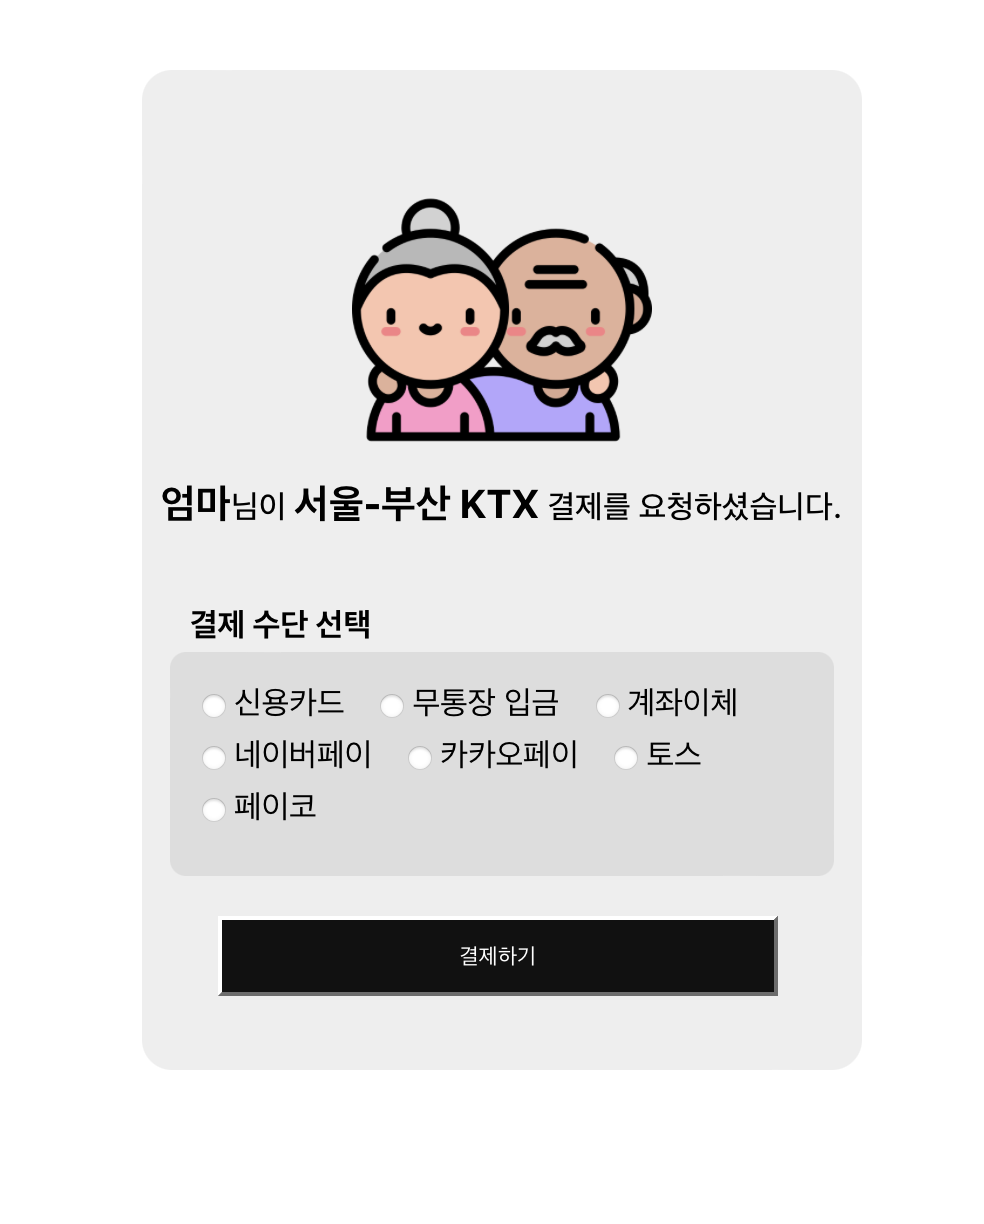 엄마님이 서울-부산 KTX 결제를 요청하셨습니다.
결제 수단 선택
신용카드 무통장 입금 계좌이체
네이버페이 카카오페이 토스
페이코
결제하기